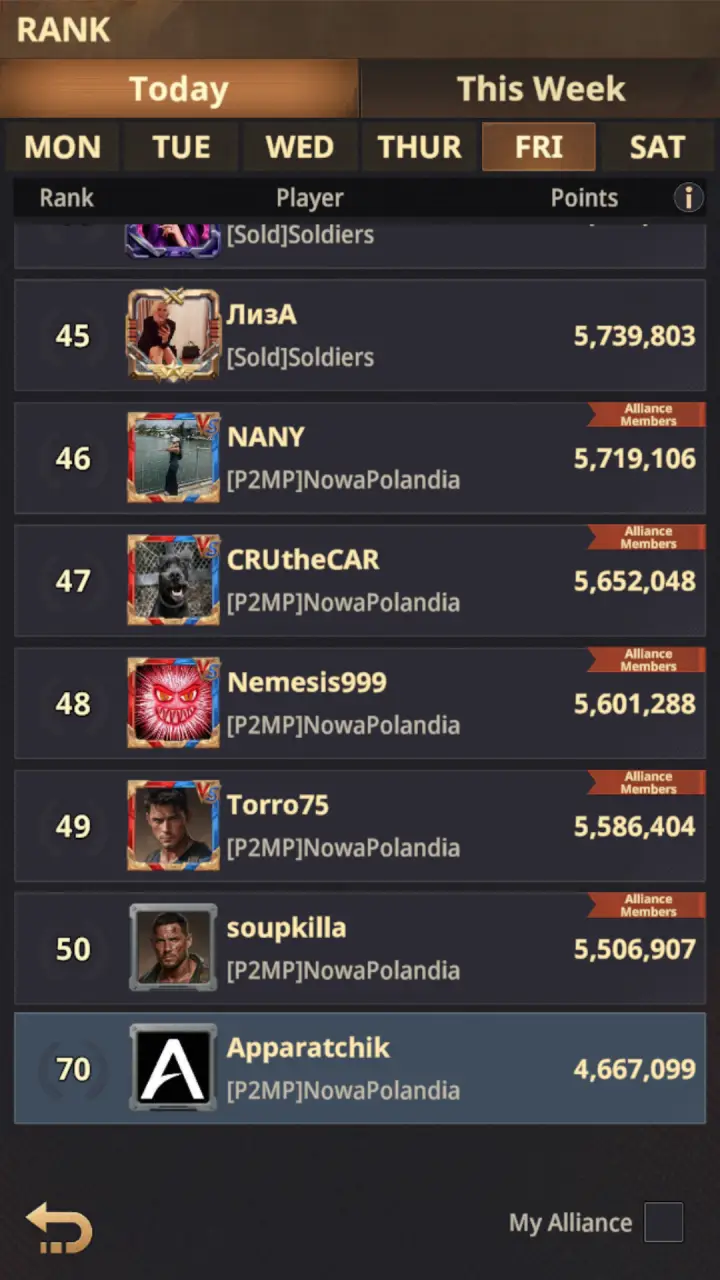 RANK
Today
This Week
MON
TUE
WED
THUR
FRI
SAT
Rank
Player
Points
[Sold]Soldiers
45
ЛизА
[Sold]Soldiers
5,739,803
Alliance
Members
46
NANY
[P2MP]NowaPolandia
5,719,106
Alliance
Members
47
CRUtheCAR
[P2MP]NowaPolandia
5,652,048
Alliance
Members
48
Nemesis999
[P2MP]NowaPolandia
5,601,288
Alliance
Members
49
Torro75
[P2MP]NowaPolandia
5,586,404
Alliance
Members
50
soupkilla
[P2MP]NowaPolandia
5,506,907
70
Apparatchik
[P2MP]NowaPolandia
4,667,099
My Alliance